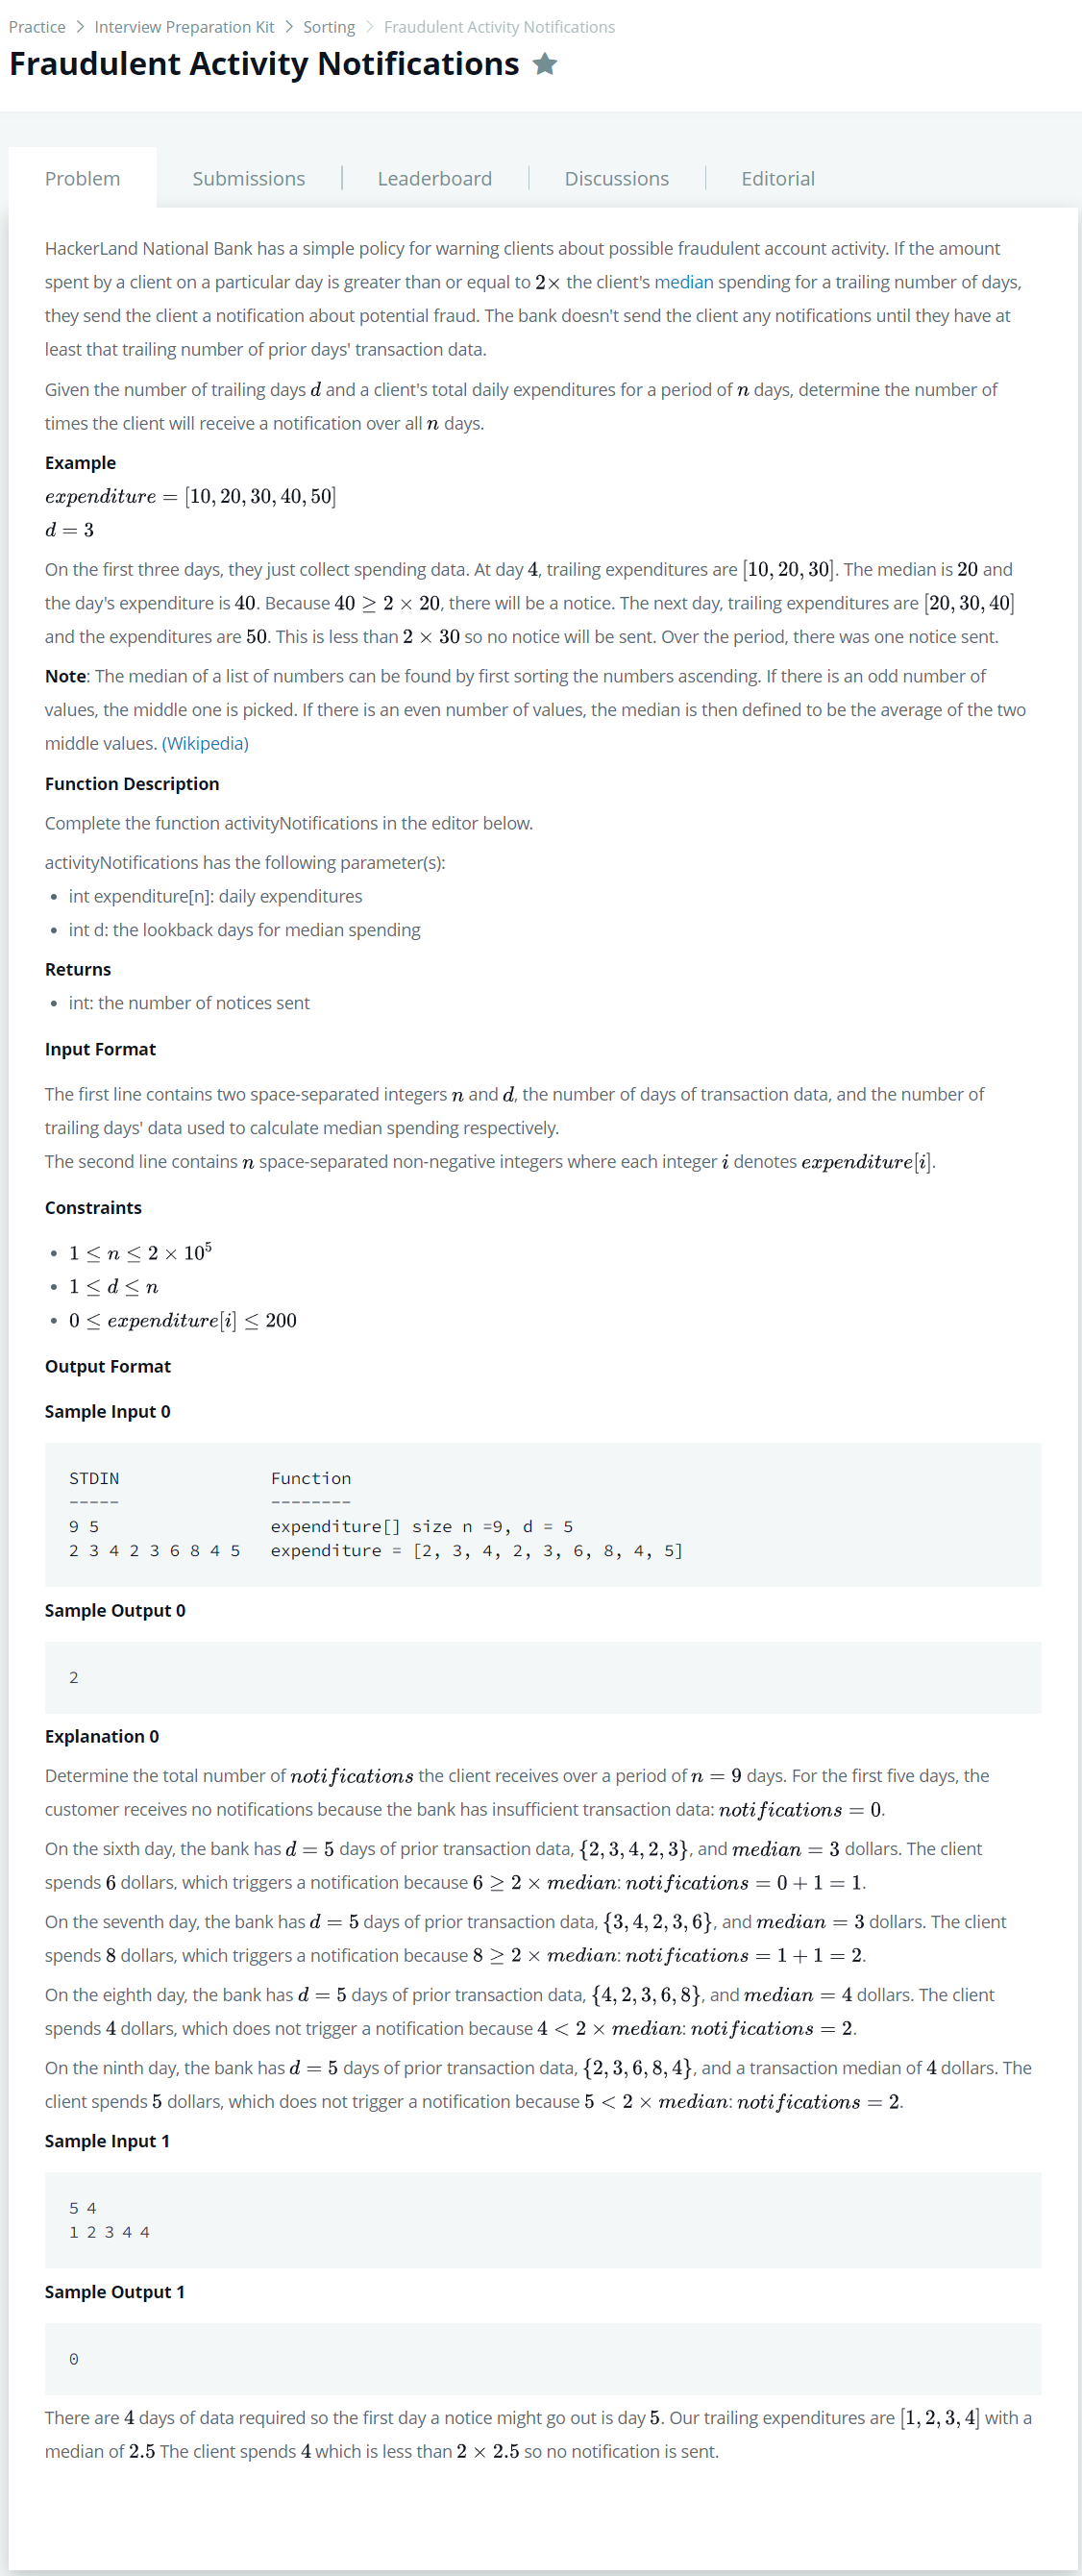 Practice > Interview Preparation Kit > Sorting > Fraudulent Activity Notifications
Fraudulent Activity Notifications ★
Problem
Submissions
Leaderboard
Discussions
Editorial
HackerLand National Bank has a simple policy for warning clients about possible fraudulent account activity. If the amount
spent by a client on a particular day is greater than or equal to 2× the client's median spending for a trailing number of days,
they send the client a notification about potential fraud. The bank doesn't send the client any notifications until they have at
least that trailing number of prior days' transaction data.
Given the number of trailing days d and a client's total daily expenditures for a period of n days, determine the number of
times the client will receive a notification over all n days.
Example
expenditure = [10, 20, 30, 40, 50]
d = 3
On the first three days, they just collect spending data. At day 4, trailing expenditures are [10, 20, 30]. The median is 20 and
the day's expenditure is 40. Because 40 ≥ 2 × 20, there will be a notice. The next day, trailing expenditures are [20, 30, 40]
and the expenditures are 50. This is less than 2 × 30 so no notice will be sent. Over the period, there was one notice sent.
Note: The median of a list of numbers can be found by first sorting the numbers ascending. If there is an odd number of
values, the middle one is picked. If there is an even number of values, the median is then defined to be the average of the two
middle values. (Wikipedia)
Function Description
Complete the function activityNotifications in the editor below.
activityNotifications has the following parameter(s):
• int expenditure[n]: daily expenditures
• int d: the lookback days for median spending
Returns
• int: the number of notices sent
Input Format
The first line contains two space-separated integers n and d, the number of days of transaction data, and the number of
trailing days' data used to calculate median spending respectively.
The second line contains n space-separated non-negative integers where each integer i denotes expenditure[i].
Constraints
• 1 ≤ n ≤ 2 × 10⁵
• 1 ≤ d ≤ n
• 0 ≤ expenditure[i] ≤ 200
Output Format
Sample Input 0
STDIN Function
----- --------
9 5 expenditure[] size n =9, d = 5
2 3 4 2 3 6 8 4 5 expenditure = [2, 3, 4, 2, 3, 6, 8, 4, 5]
Sample Output 0
2
Explanation 0
Determine the total number of notifications the client receives over a period of n = 9 days. For the first five days, the
customer receives no notifications because the bank has insufficient transaction data: notifications = 0.
On the sixth day, the bank has d = 5 days of prior transaction data, {2, 3, 4, 2, 3}, and median = 3 dollars. The client
spends 6 dollars, which triggers a notification because 6 ≥ 2 × median: notifications = 0 + 1 = 1.
On the seventh day, the bank has d = 5 days of prior transaction data, {3, 4, 2, 3, 6}, and median = 3 dollars. The client
spends 8 dollars, which triggers a notification because 8 ≥ 2 × median: notifications = 1 + 1 = 2.
On the eighth day, the bank has d = 5 days of prior transaction data, {4, 2, 3, 6, 8}, and median = 4 dollars. The client
spends 4 dollars, which does not trigger a notification because 4 < 2 × median: notifications = 2.
On the ninth day, the bank has d = 5 days of prior transaction data, {2, 3, 6, 8, 4}, and a transaction median of 4 dollars. The
client spends 5 dollars, which does not trigger a notification because 5 < 2 × median: notifications = 2.
Sample Input 1
5 4
1 2 3 4 4
Sample Output 1
0
There are 4 days of data required so the first day a notice might go out is day 5. Our trailing expenditures are [1, 2, 3, 4] with a
median of 2.5 The client spends 4 which is less than 2 × 2.5 so no notification is sent.